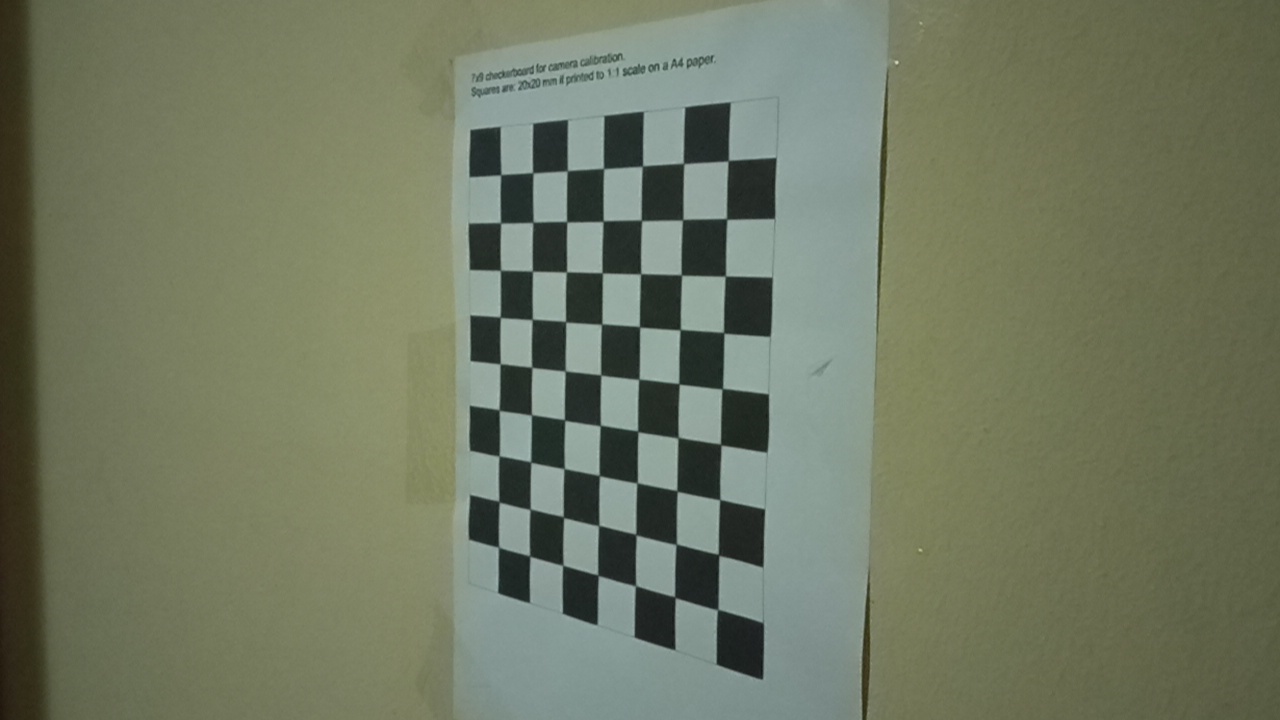 7x9 checkerboard for camera calibration.
Squares are: 20x20 mm if printed to 1:1 scale on a A4 paper.